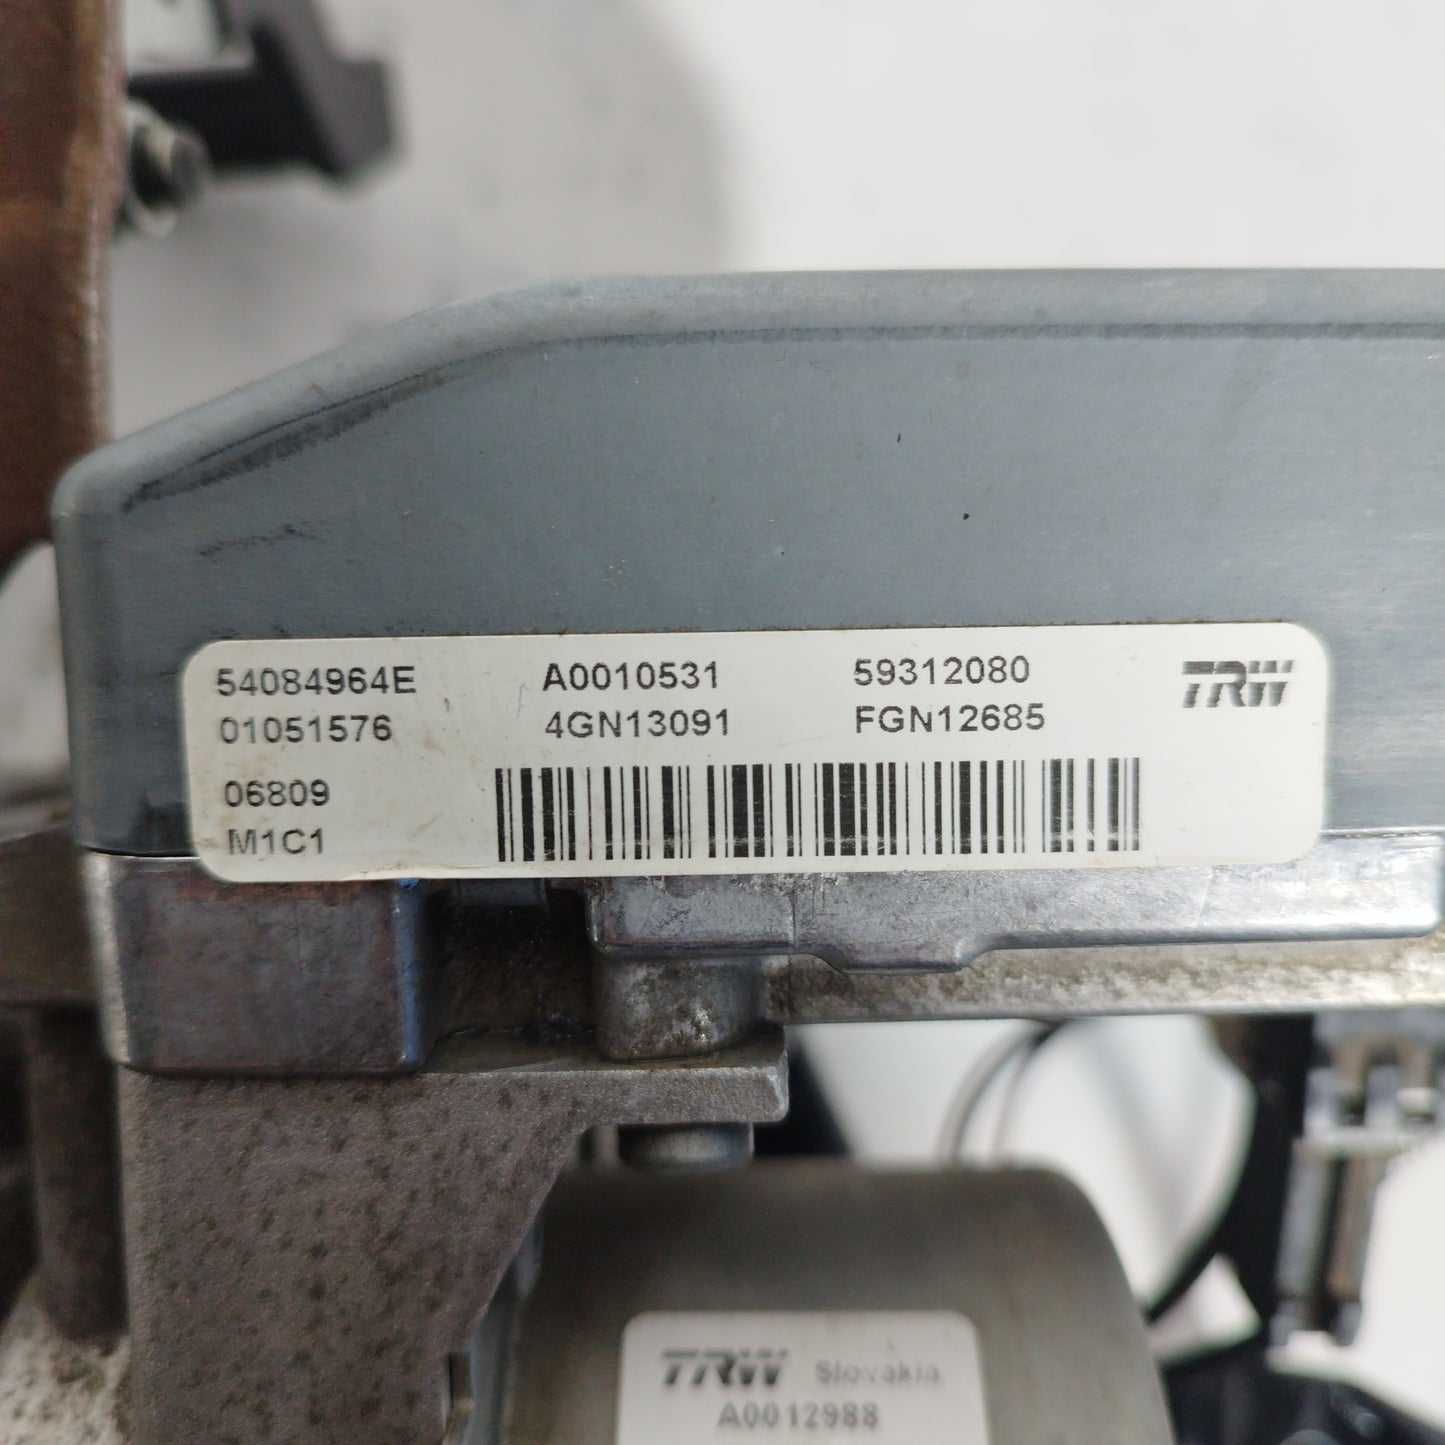 54084964E A0010531 59312080 TRW
01051576 4GN13091 FGN12685
06809
M1C1
TRW Slovakia
A0012988